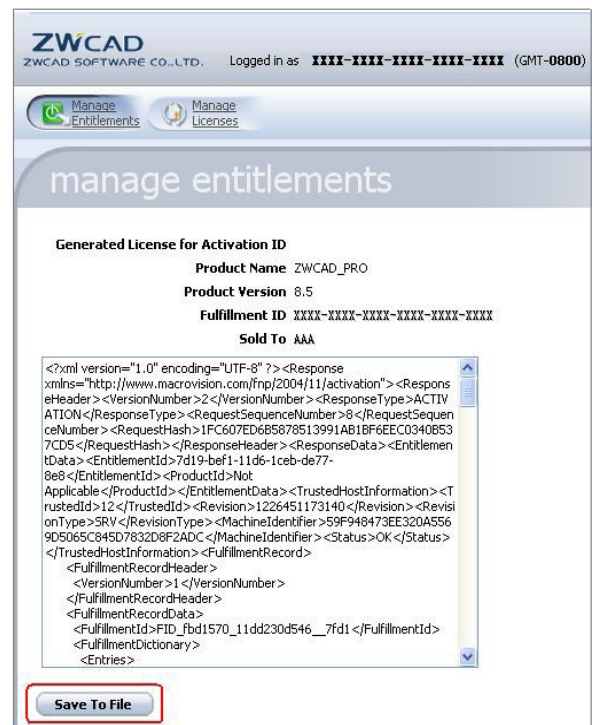 ZWCAD
ZWCAD SOFTWARE CO.,LTD. Logged in as XXXX-XXXX-XXXX-XXXX-XXXX (GMT-0800)
Manage Entitlements
Manage Licenses
manage entitlements
Generated License for Activation ID
Product Name ZWCAD_PRO
Product Version 8.5
Fulfillment ID XXXX-XXXX-XXXX-XXXX-XXXX-XXXX
Sold To AAA
<?xml version="1.0" encoding="UTF-8" ?><Response
xmlns="http://www.macrovision.com/fnp/2004/11/activation"><Respons
eHeader><VersionNumber>2</VersionNumber><ResponseType>ACTIV
ATION</ResponseType><RequestSequenceNumber>8</RequestSequen
ceNumber><RequestHash>1FC607ED6B5878513991AB1BF6EEC0340B53
7CD5</RequestHash></ResponseHeader><ResponseData><Entitlemen
tData><EntitlementId>7d19-bef1-11d6-1ceb-de77-
8e8</EntitlementId><ProductId>Not
Applicable</ProductId></EntitlementData><TrustedHostInformation><T
rustedId>12</TrustedId><Revision>1226451173140</Revision><Revisi
onType>SRV</RevisionType><MachineIdentifier>59F948473EE320A556
9D5065C845D7832D8F2ADC</MachineIdentifier><Status>OK</Status>
</TrustedHostInformation><FulfillmentRecord>
<FulfillmentRecordHeader>
<VersionNumber>1</VersionNumber>
</FulfillmentRecordHeader>
<FulfillmentRecordData>
<FulfillmentId>FID_fbd1570_11dd230d546__7fd1</FulfillmentId>
<FulfillmentDictionary>
<Entries>
Save To File